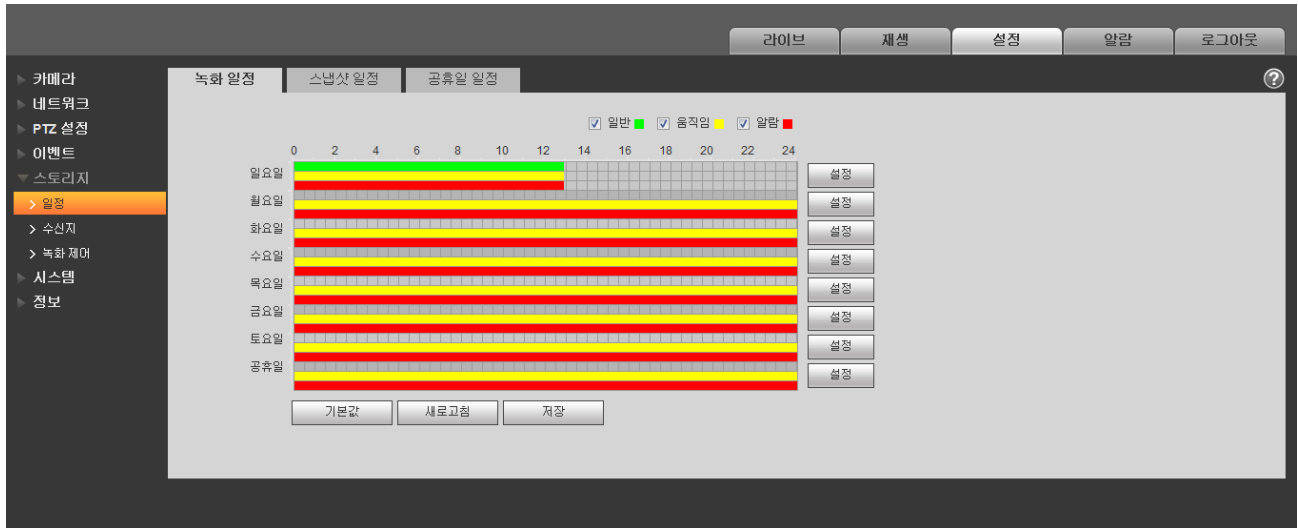 라이브 재생 설정 알람 로그아웃
카메라
네트워크
PTZ 설정
이벤트
스토리지
일정
수신지
녹화 제어
시스템
정보
녹화 일정 스냅샷 일정 공휴일 일정 ?
일반 움직임 알람
0 2 4 6 8 10 12 14 16 18 20 22 24
일요일 설정
월요일 설정
화요일 설정
수요일 설정
목요일 설정
금요일 설정
토요일 설정
공휴일 설정
기본값 새로고침 저장